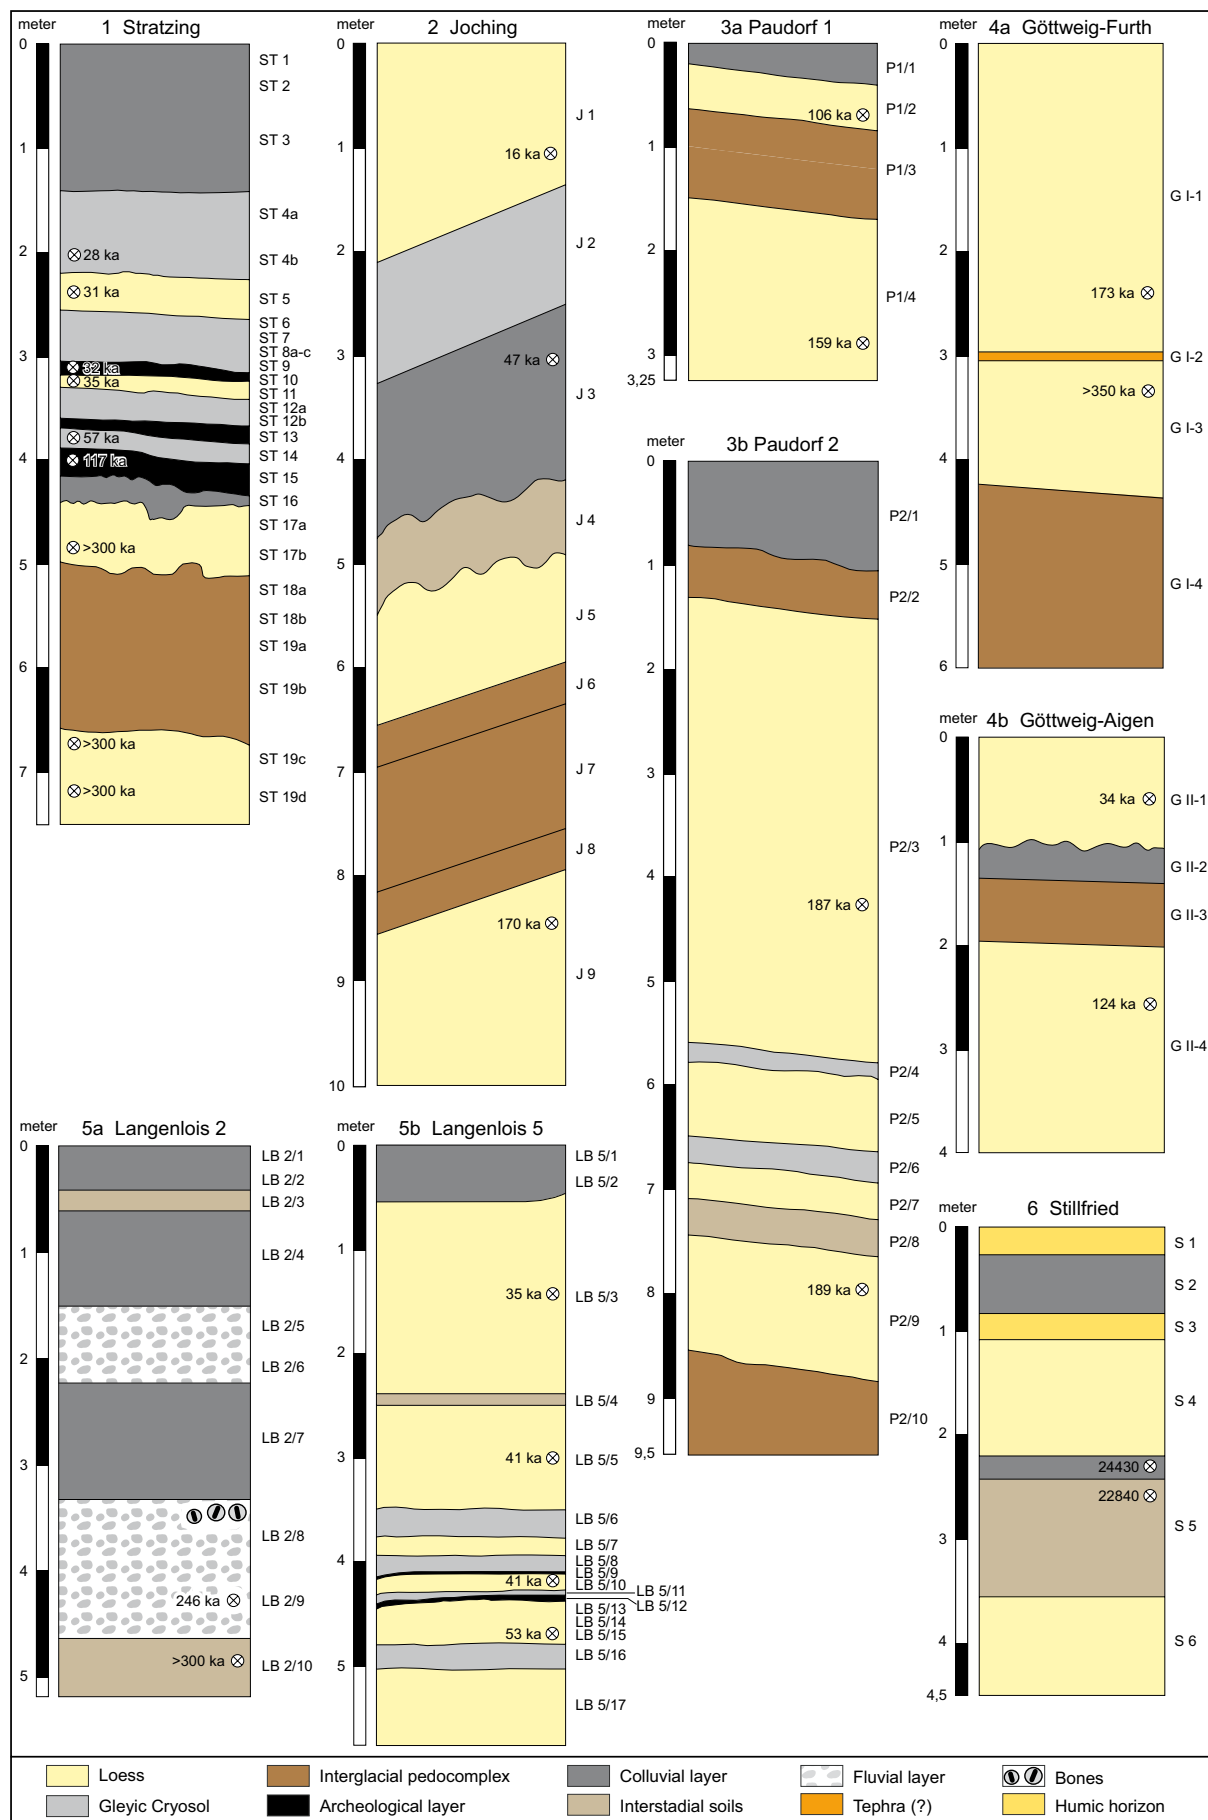 1 Stratzing
meter
0
1
2
3
4
5
6
7
28 ka
31 ka
32 ka
35 ka
57 ka
117 ka
>300 ka
>300 ka
>300 ka
ST 1
ST 2
ST 3
ST 4a
ST 4b
ST 5
ST 6
ST 7
ST 8a-c
ST 9
ST 10
ST 11
ST 12a
ST 12b
ST 13
ST 14
ST 15
ST 16
ST 17a
ST 17b
ST 18a
ST 18b
ST 19a
ST 19b
ST 19c
ST 19d
2 Joching
meter
0
1
2
3
4
5
6
7
8
9
10
16 ka
47 ka
170 ka
J 1
J 2
J 3
J 4
J 5
J 6
J 7
J 8
J 9
3a Paudorf 1
meter
0
1
2
3
3,25
106 ka
159 ka
P1/1
P1/2
P1/3
P1/4
3b Paudorf 2
meter
0
1
2
3
4
5
6
7
8
9
9,5
187 ka
189 ka
P2/1
P2/2
P2/3
P2/4
P2/5
P2/6
P2/7
P2/8
P2/9
P2/10
4a Göttweig-Furth
meter
0
1
2
3
4
5
6
173 ka
>350 ka
G I-1
G I-2
G I-3
G I-4
4b Göttweig-Aigen
meter
0
1
2
3
4
34 ka
124 ka
G II-1
G II-2
G II-3
G II-4
5a Langenlois 2
meter
0
1
2
3
4
5
246 ka
>300 ka
LB 2/1
LB 2/2
LB 2/3
LB 2/4
LB 2/5
LB 2/6
LB 2/7
LB 2/8
LB 2/9
LB 2/10
5b Langenlois 5
meter
0
1
2
3
4
5
35 ka
41 ka
41 ka
53 ka
LB 5/1
LB 5/2
LB 5/3
LB 5/4
LB 5/5
LB 5/6
LB 5/7
LB 5/8
LB 5/9
LB 5/10
LB 5/11
LB 5/12
LB 5/13
LB 5/14
LB 5/15
LB 5/16
LB 5/17
6 Stillfried
meter
0
1
2
3
4
4,5
24430
22840
S 1
S 2
S 3
S 4
S 5
S 6
Loess
Interglacial pedocomplex
Colluvial layer
Fluvial layer
Bones
Gleyic Cryosol
Archeological layer
Interstadial soils
Tephra (?)
Humic horizon